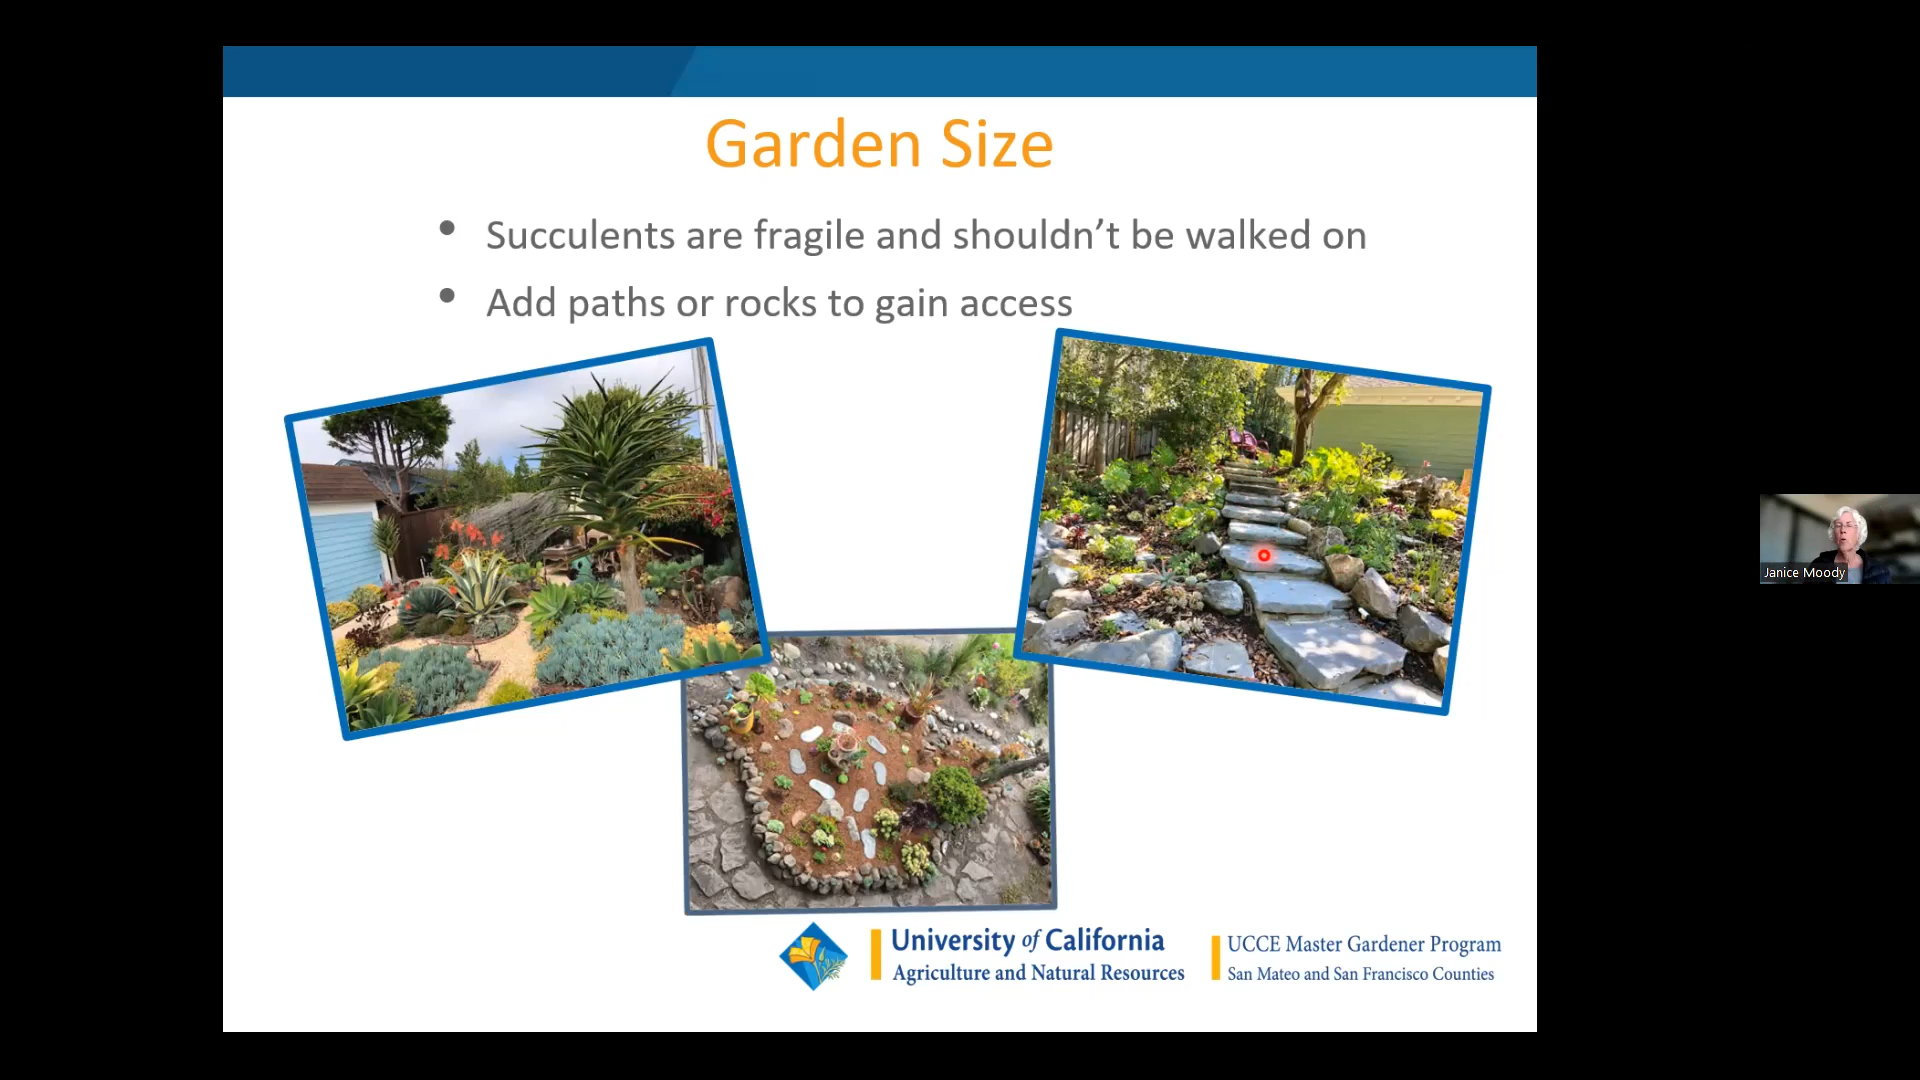 Garden Size
• Succulents are fragile and shouldn’t be walked on
• Add paths or rocks to gain access
Janice Moody
University of California
Agriculture and Natural Resources
UCCE Master Gardener Program
San Mateo and San Francisco Counties